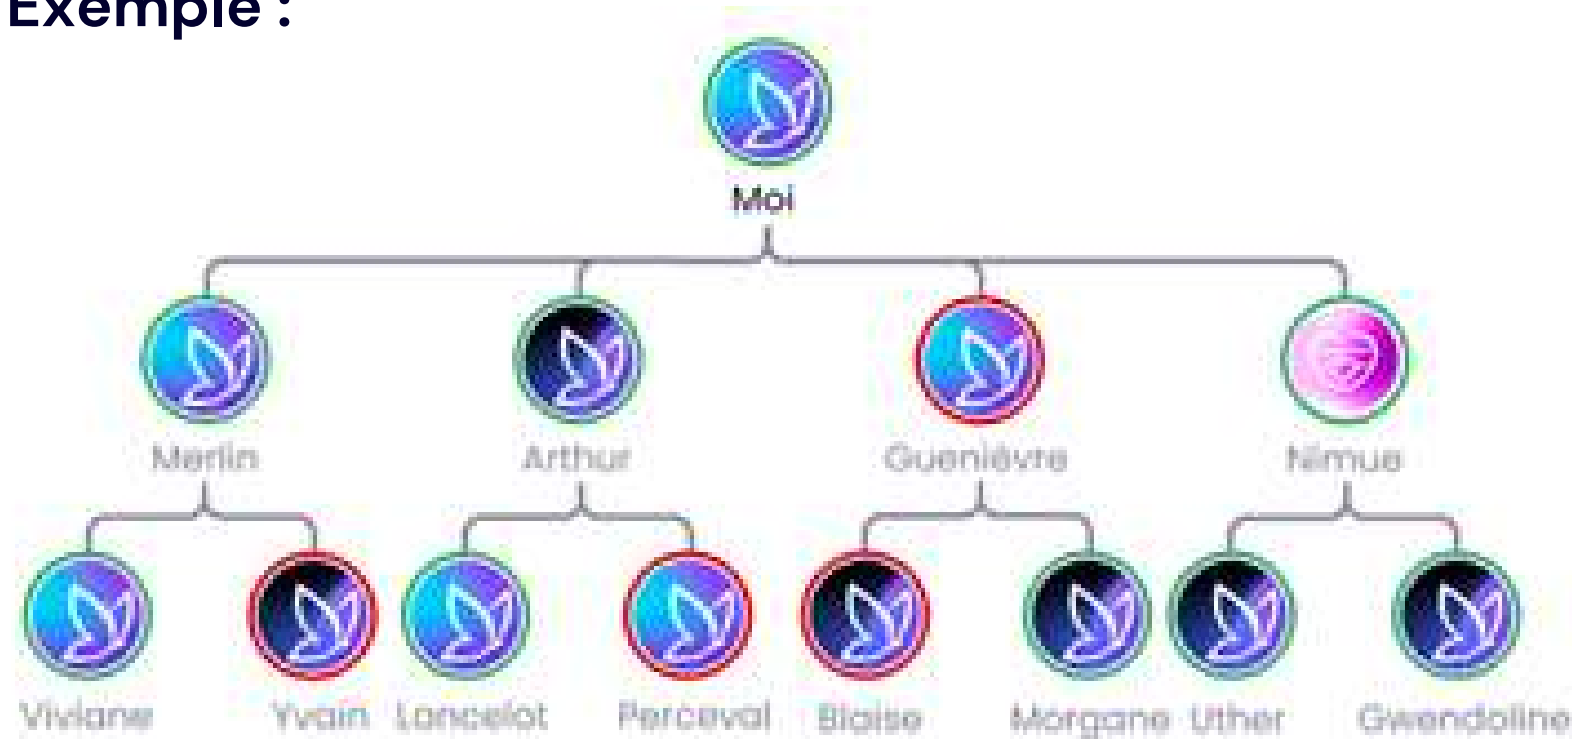 Exemple :
Moi
Merlin Arthur Guenièvre Nimue
Viviane Yvain Lancelot Perceval Blaise Morgane Uther Gwendoline